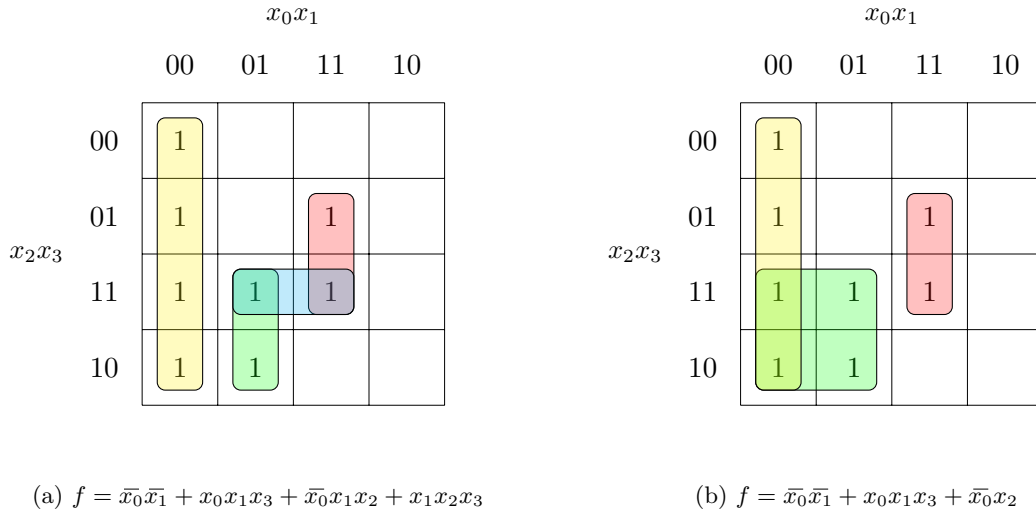 x₀x₁ x₀x₁
00 01 11 10 00 01 11 10
00 1 00 1
01 1 1 01 1 1
x₂x₃ x₂x₃
11 1 1 1 11 1 1 1
10 1 1 10 1 1
(a) f = x̅₀x̅₁ + x₀x₁x₃ + x̅₀x₁x₂ + x₁x₂x₃ (b) f = x̅₀x̅₁ + x₀x₁x₃ + x̅₀x₂